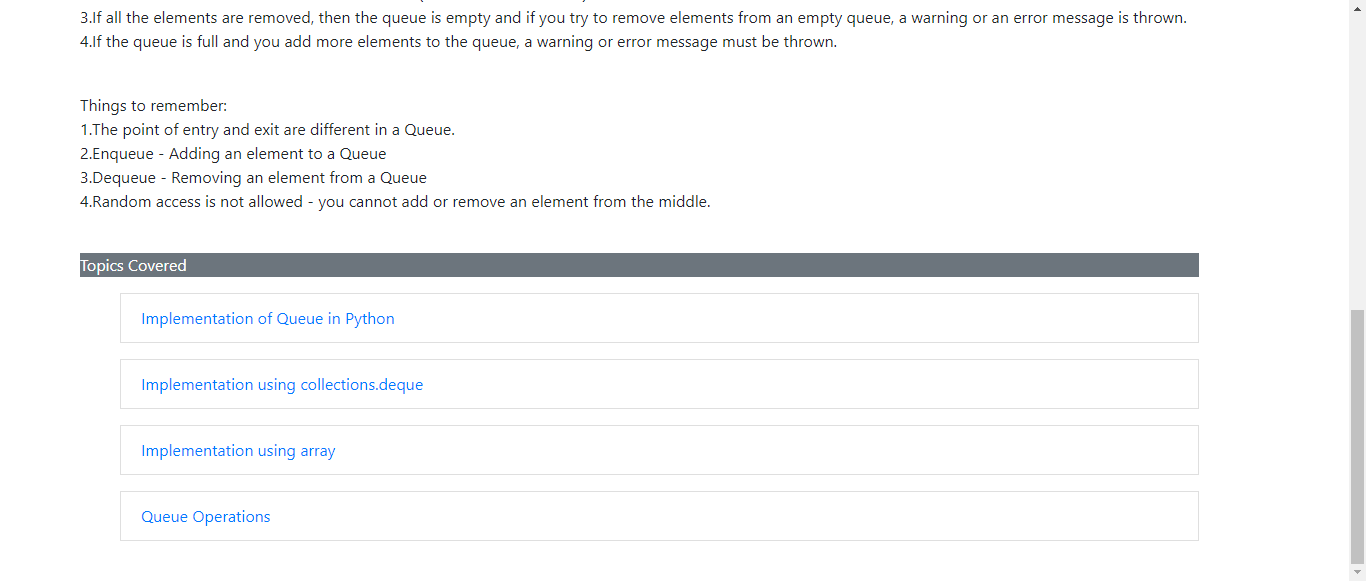 3.If all the elements are removed, then the queue is empty and if you try to remove elements from an empty queue, a warning or an error message is thrown.
4.If the queue is full and you add more elements to the queue, a warning or error message must be thrown.
Things to remember:
1.The point of entry and exit are different in a Queue.
2.Enqueue - Adding an element to a Queue
3.Dequeue - Removing an element from a Queue
4.Random access is not allowed - you cannot add or remove an element from the middle.
Topics Covered
Implementation of Queue in Python
Implementation using collections.deque
Implementation using array
Queue Operations